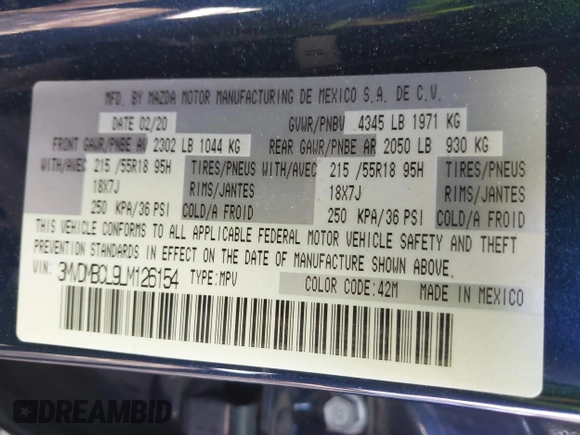 MFD. BY MAZDA MOTOR MANUFACTURING DE MEXICO S.A. DE C.V.
DATE 02/20 GVWR/PNBV 4345 LB 1971 KG
FRONT GAWR/PNBE AV 2302 LB 1044 KG REAR GAWR/PNBE AR 2050 LB 930 KG
WITH/AVEC 215 /55R18 95H TIRES/PNEUS WITH/AVEC 215 /55R18 95H TIRES/PNEUS
18X7J RIMS/JANTES 18X7J RIMS/JANTES
250 KPA/36 PSI COLD/A FROID 250 KPA/36 PSI COLD/A FROID
THIS VEHICLE CONFORMS TO ALL APPLICABLE FEDERAL MOTOR VEHICLE SAFETY AND THEFT
PREVENTION STANDARDS IN EFFECT ON THE DATE OF MANUFACTURE SHOWN ABOVE.
VIN: 3MVDMBCL9LM126154 TYPE:MPV
COLOR CODE:42M MADE IN MEXICO
DREAMBID